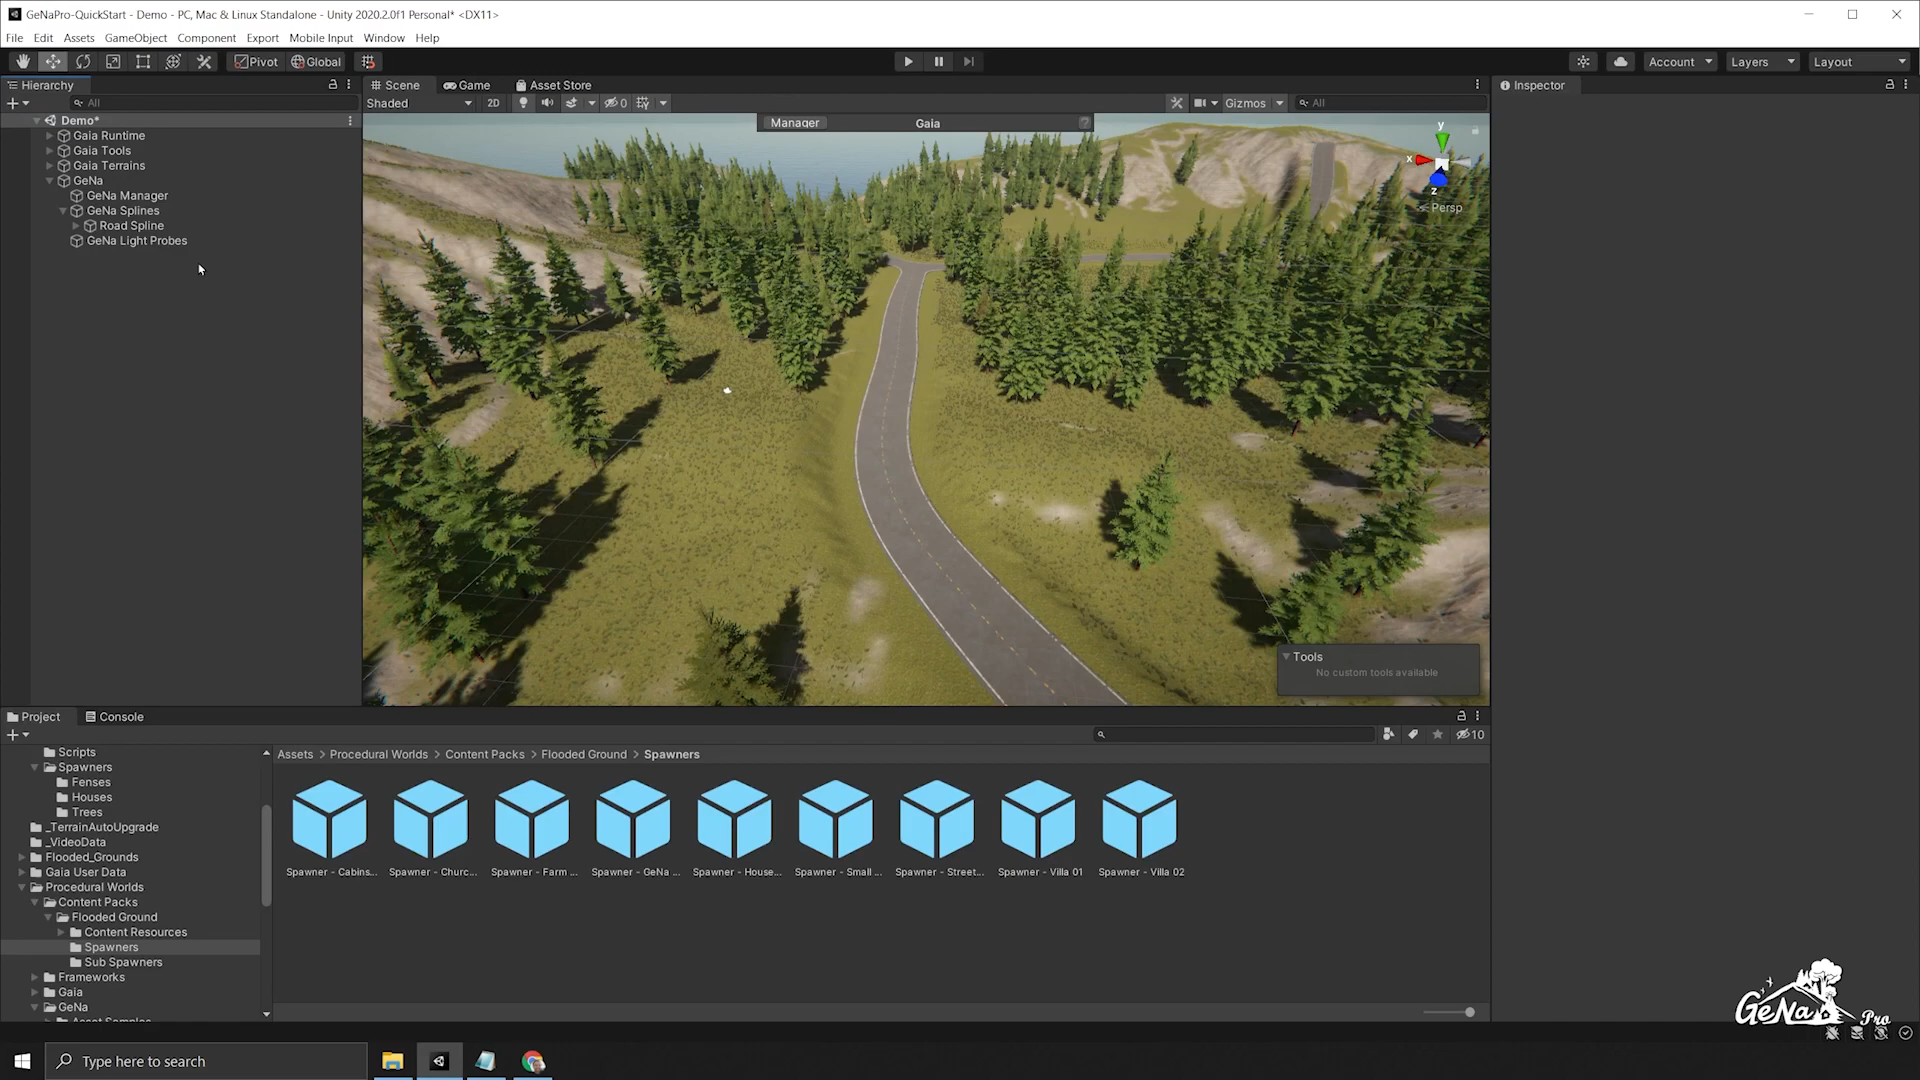 GeNaPro-QuickStart - Demo - PC, Mac & Linux Standalone - Unity 2020.2.0f1 Personal* <DX11>
File Edit Assets GameObject Component Export Mobile Input Window Help
Pivot Global Account Layers Layout
Hierarchy
All
Demo*
Gaia Runtime
Gaia Tools
Gaia Terrains
GeNa
GeNa Manager
GeNa Splines
Road Spline
GeNa Light Probes
Scene Game Asset Store
Shaded 2D 0 Gizmos All
Manager Gaia
y
x
z
Persp
Tools
No custom tools available
Inspector
Project Console
10
Scripts
Spawners
Fenses
Houses
Trees
_TerrainAutoUpgrade
_VideoData
Flooded_Grounds
Gaia User Data
Procedural Worlds
Content Packs
Flooded Ground
Content Resources
Spawners
Sub Spawners
Frameworks
Gaia
GeNa
Assets > Procedural Worlds > Content Packs > Flooded Ground > Spawners
Spawner - Cabins... Spawner - Churc... Spawner - Farm ... Spawner - GeNa ... Spawner - House... Spawner - Small ... Spawner - Street... Spawner - Villa 01 Spawner - Villa 02
GeNa Pro
Type here to search